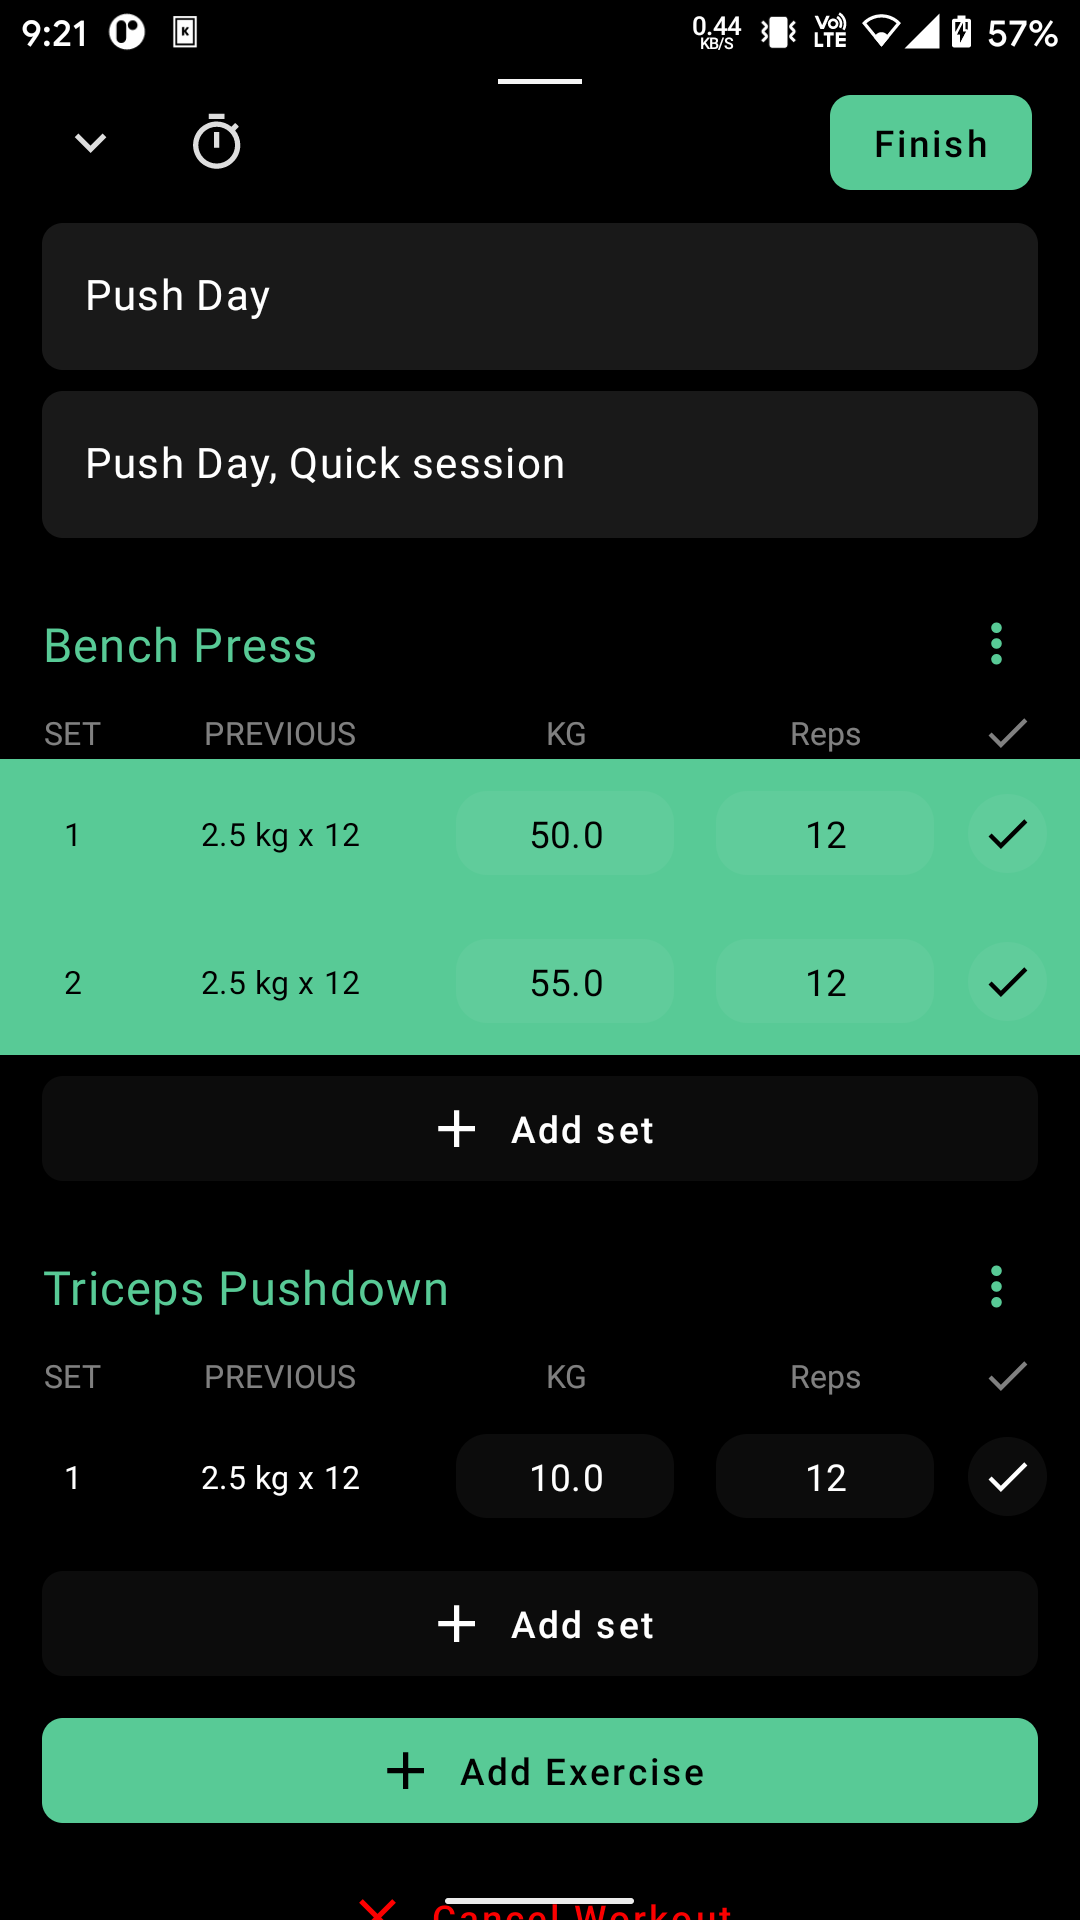 9:21 K 0.44 KB/S Vo)) LTE 57%
Finish
Push Day
Push Day, Quick session
Bench Press
SET PREVIOUS KG Reps
1 2.5 kg x 12 50.0 12
2 2.5 kg x 12 55.0 12
Add set
Triceps Pushdown
SET PREVIOUS KG Reps
1 2.5 kg x 12 10.0 12
Add set
Add Exercise
Cancel Workout